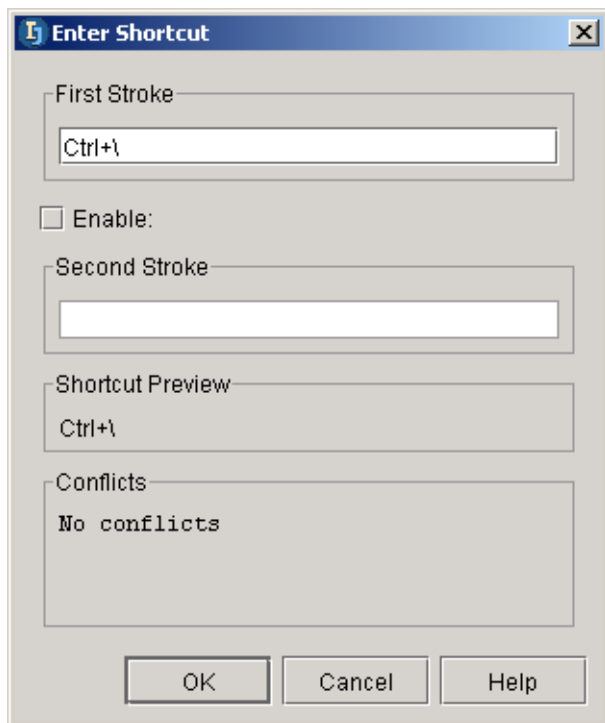 Enter Shortcut
First Stroke
Ctrl+\
Enable:
Second Stroke
Shortcut Preview
Ctrl+\
Conflicts
No conflicts
OK
Cancel
Help